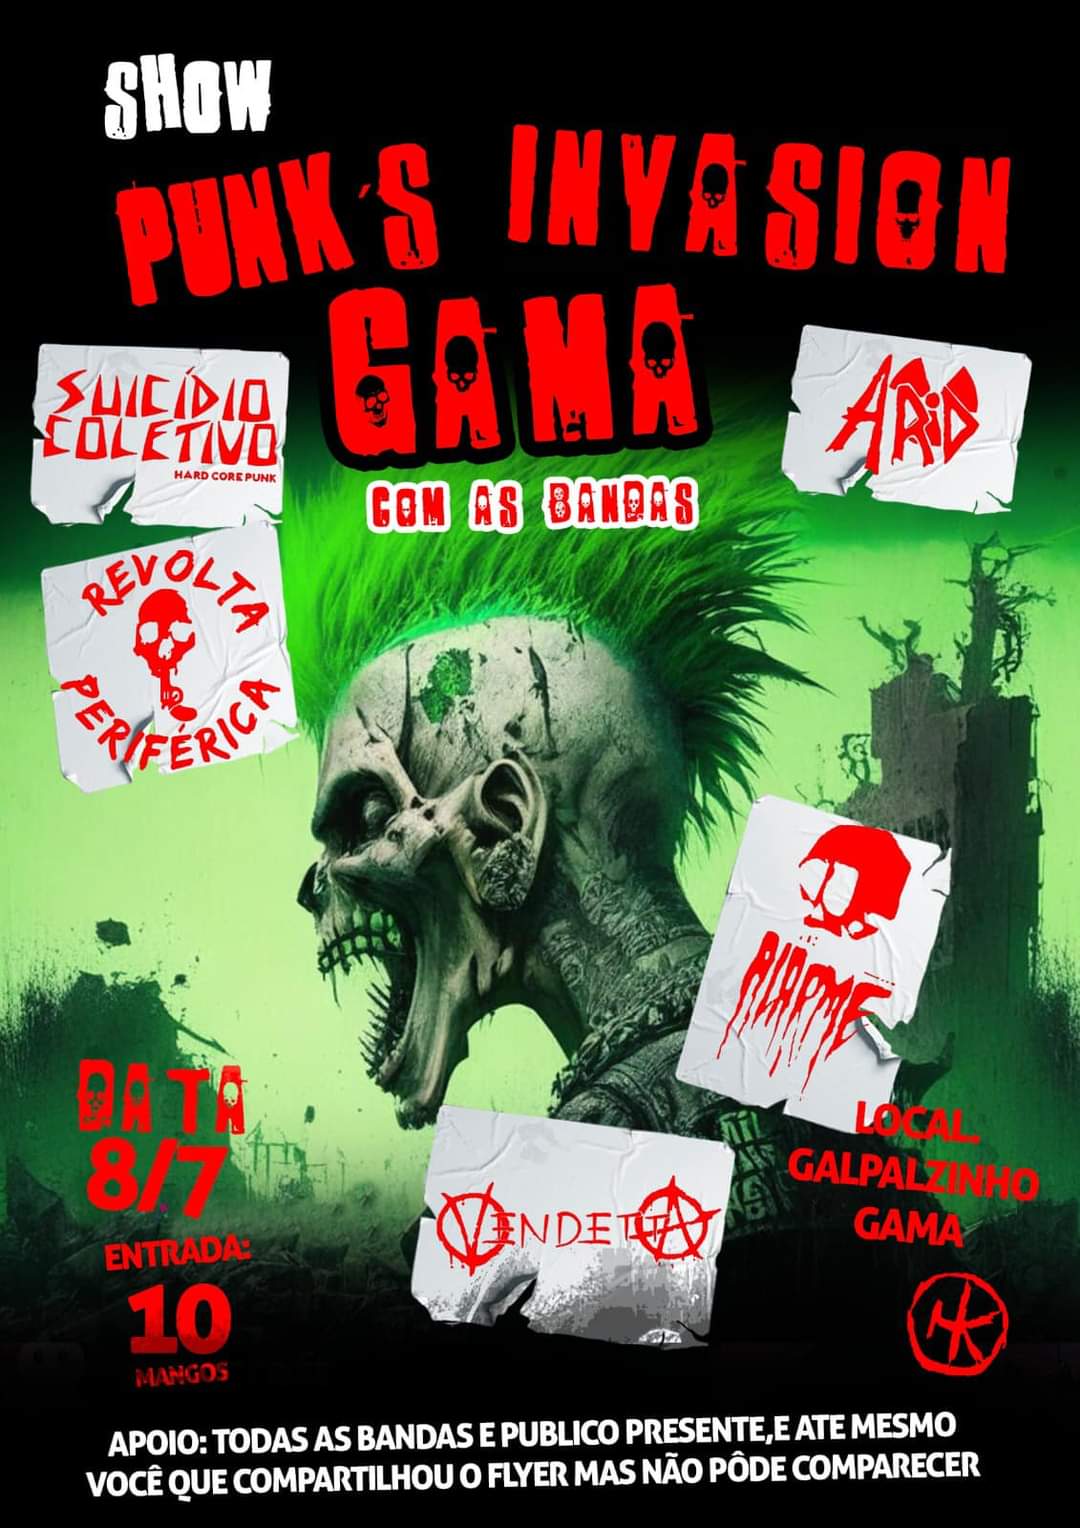 SHOW
PUNK´S INVASION
GAMA
COM AS BANDAS
SUICÍDIO
COLETIVO
HARD CORE PUNK
ARID
REVOLTA
PERIFÉRICA
ALARME
VENDETTA
DATA
8/7
ENTRADA:
10
MANGOS
LOCAL
GALPALZINHO
GAMA
HK
APOIO: TODAS AS BANDAS E PUBLICO PRESENTE,E ATE MESMO
VOCÊ QUE COMPARTILHOU O FLYER MAS NÃO PÔDE COMPARECER